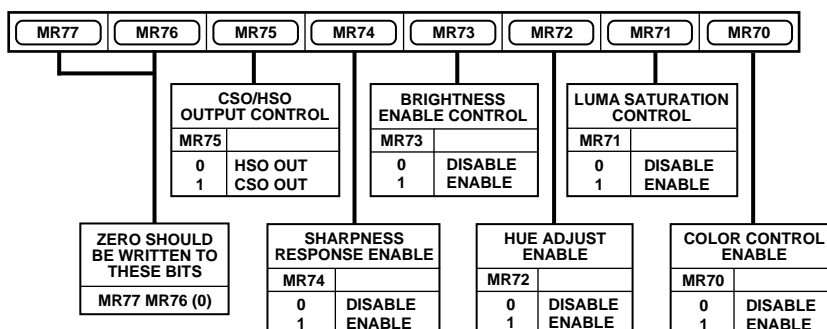 MR77 MR76 MR75 MR74 MR73 MR72 MR71 MR70
CSO/HSO
OUTPUT CONTROL
MR75
0 HSO OUT
1 CSO OUT
BRIGHTNESS
ENABLE CONTROL
MR73
0 DISABLE
1 ENABLE
LUMA SATURATION
CONTROL
MR71
0 DISABLE
1 ENABLE
ZERO SHOULD
BE WRITTEN TO
THESE BITS
MR77 MR76 (0)
SHARPNESS
RESPONSE ENABLE
MR74
0 DISABLE
1 ENABLE
HUE ADJUST
ENABLE
MR72
0 DISABLE
1 ENABLE
COLOR CONTROL
ENABLE
MR70
0 DISABLE
1 ENABLE